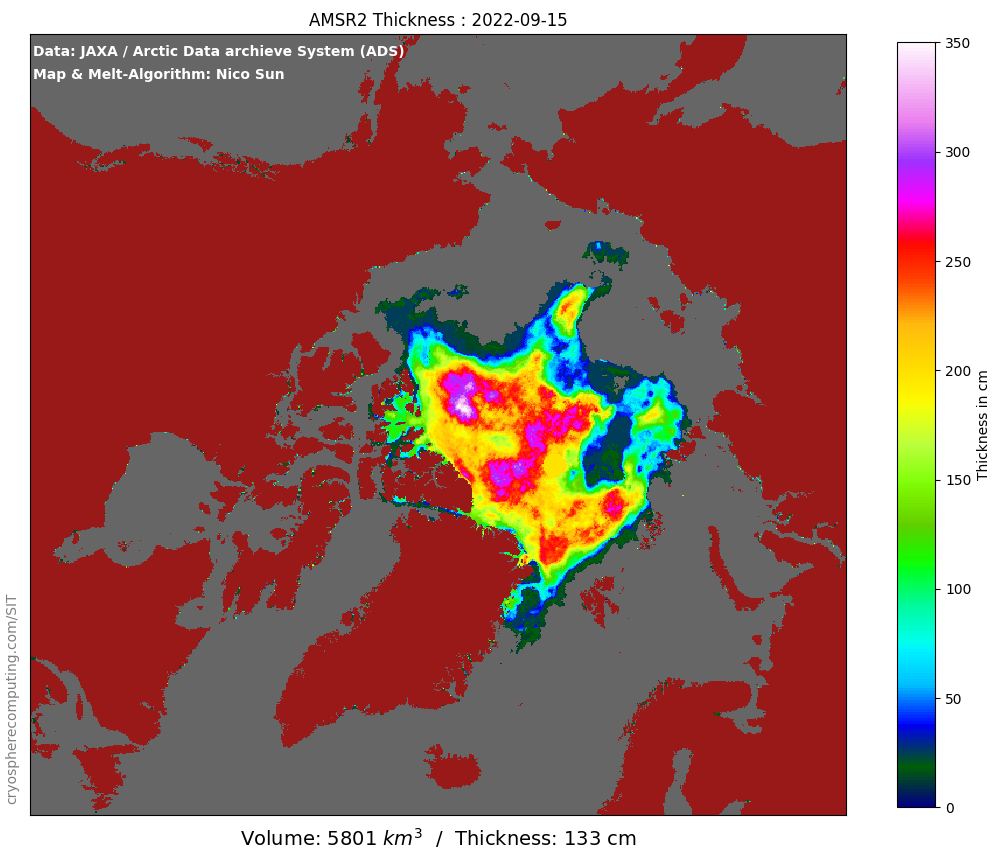 AMSR2 Thickness : 2022-09-15
Data: JAXA / Arctic Data archieve System (ADS)
Map & Melt-Algorithm: Nico Sun
350
300
250
200
150
100
50
0
Thickness in cm
cryospherecomputing.com/SIT
Volume: 5801 km³ / Thickness: 133 cm